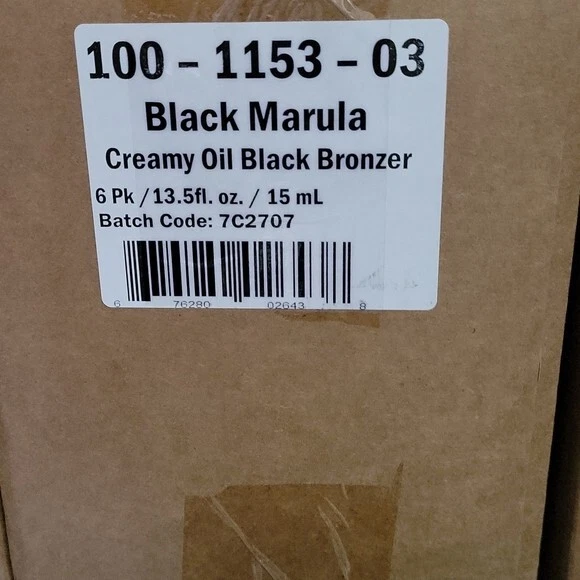 100 - 1153 - 03
Black Marula
Creamy Oil Black Bronzer
6 Pk / 13.5fl. oz. / 15 mL
Batch Code: 7C2707
6 76280 02643 8